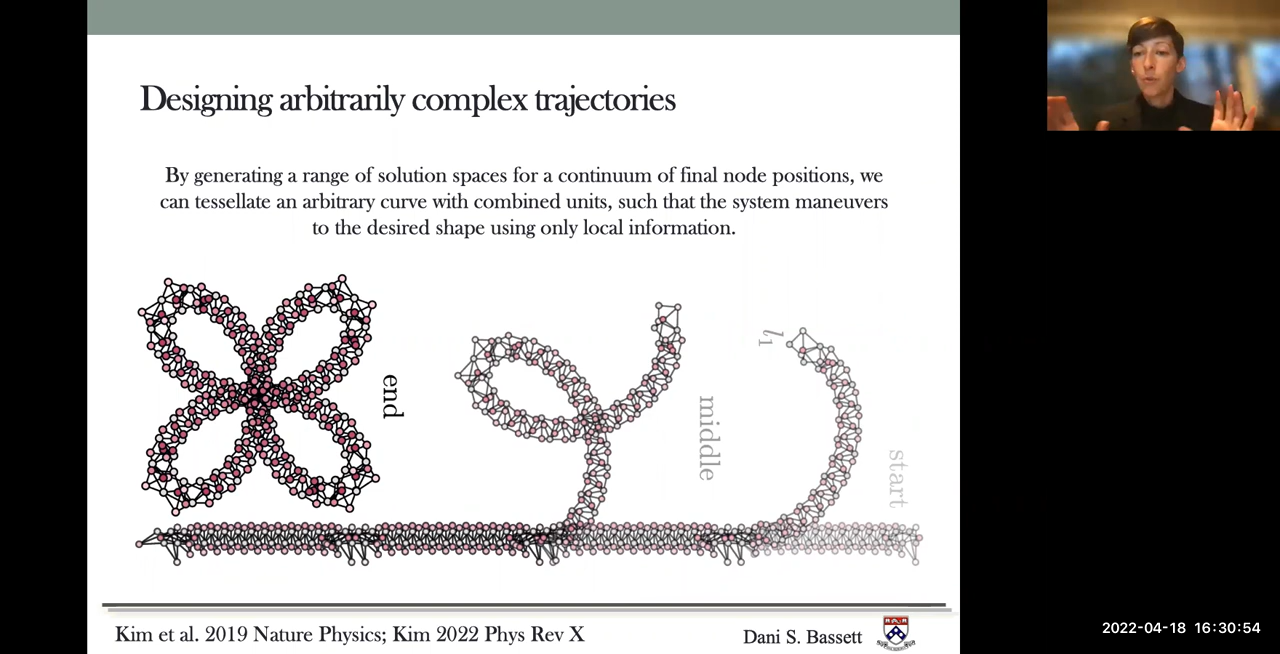 Designing arbitrarily complex trajectories
By generating a range of solution spaces for a continuum of final node positions, we
can tessellate an arbitrary curve with combined units, such that the system maneuvers
to the desired shape using only local information.
l1
end
middle
start
Kim et al. 2019 Nature Physics; Kim 2022 Phys Rev X
Dani S. Bassett
2022-04-18 16:30:54